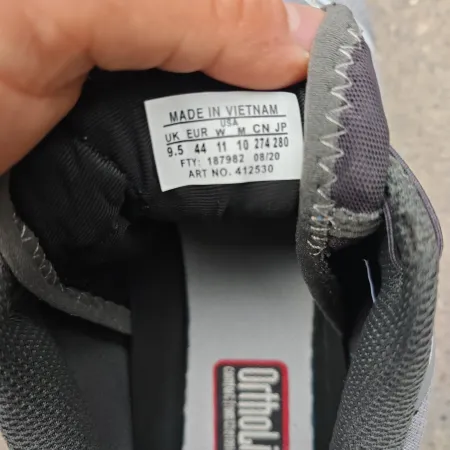 MADE IN VIETNAM
USA
UK EUR W M CN JP
9.5 44 11 10 274 280
FTY: 187982 08/20
ART NO. 412530
OrthoLi